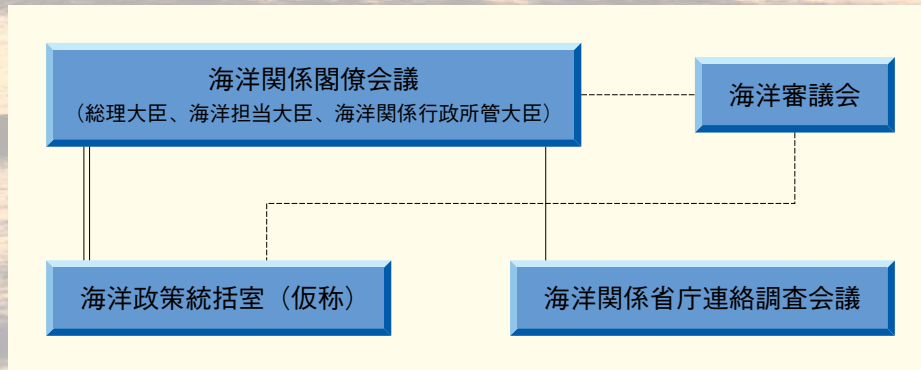 海洋関係閣僚会議
（総理大臣、海洋担当大臣、海洋関係行政所管大臣）
海洋審議会
海洋政策統括室（仮称）
海洋関係省庁連絡調査会議